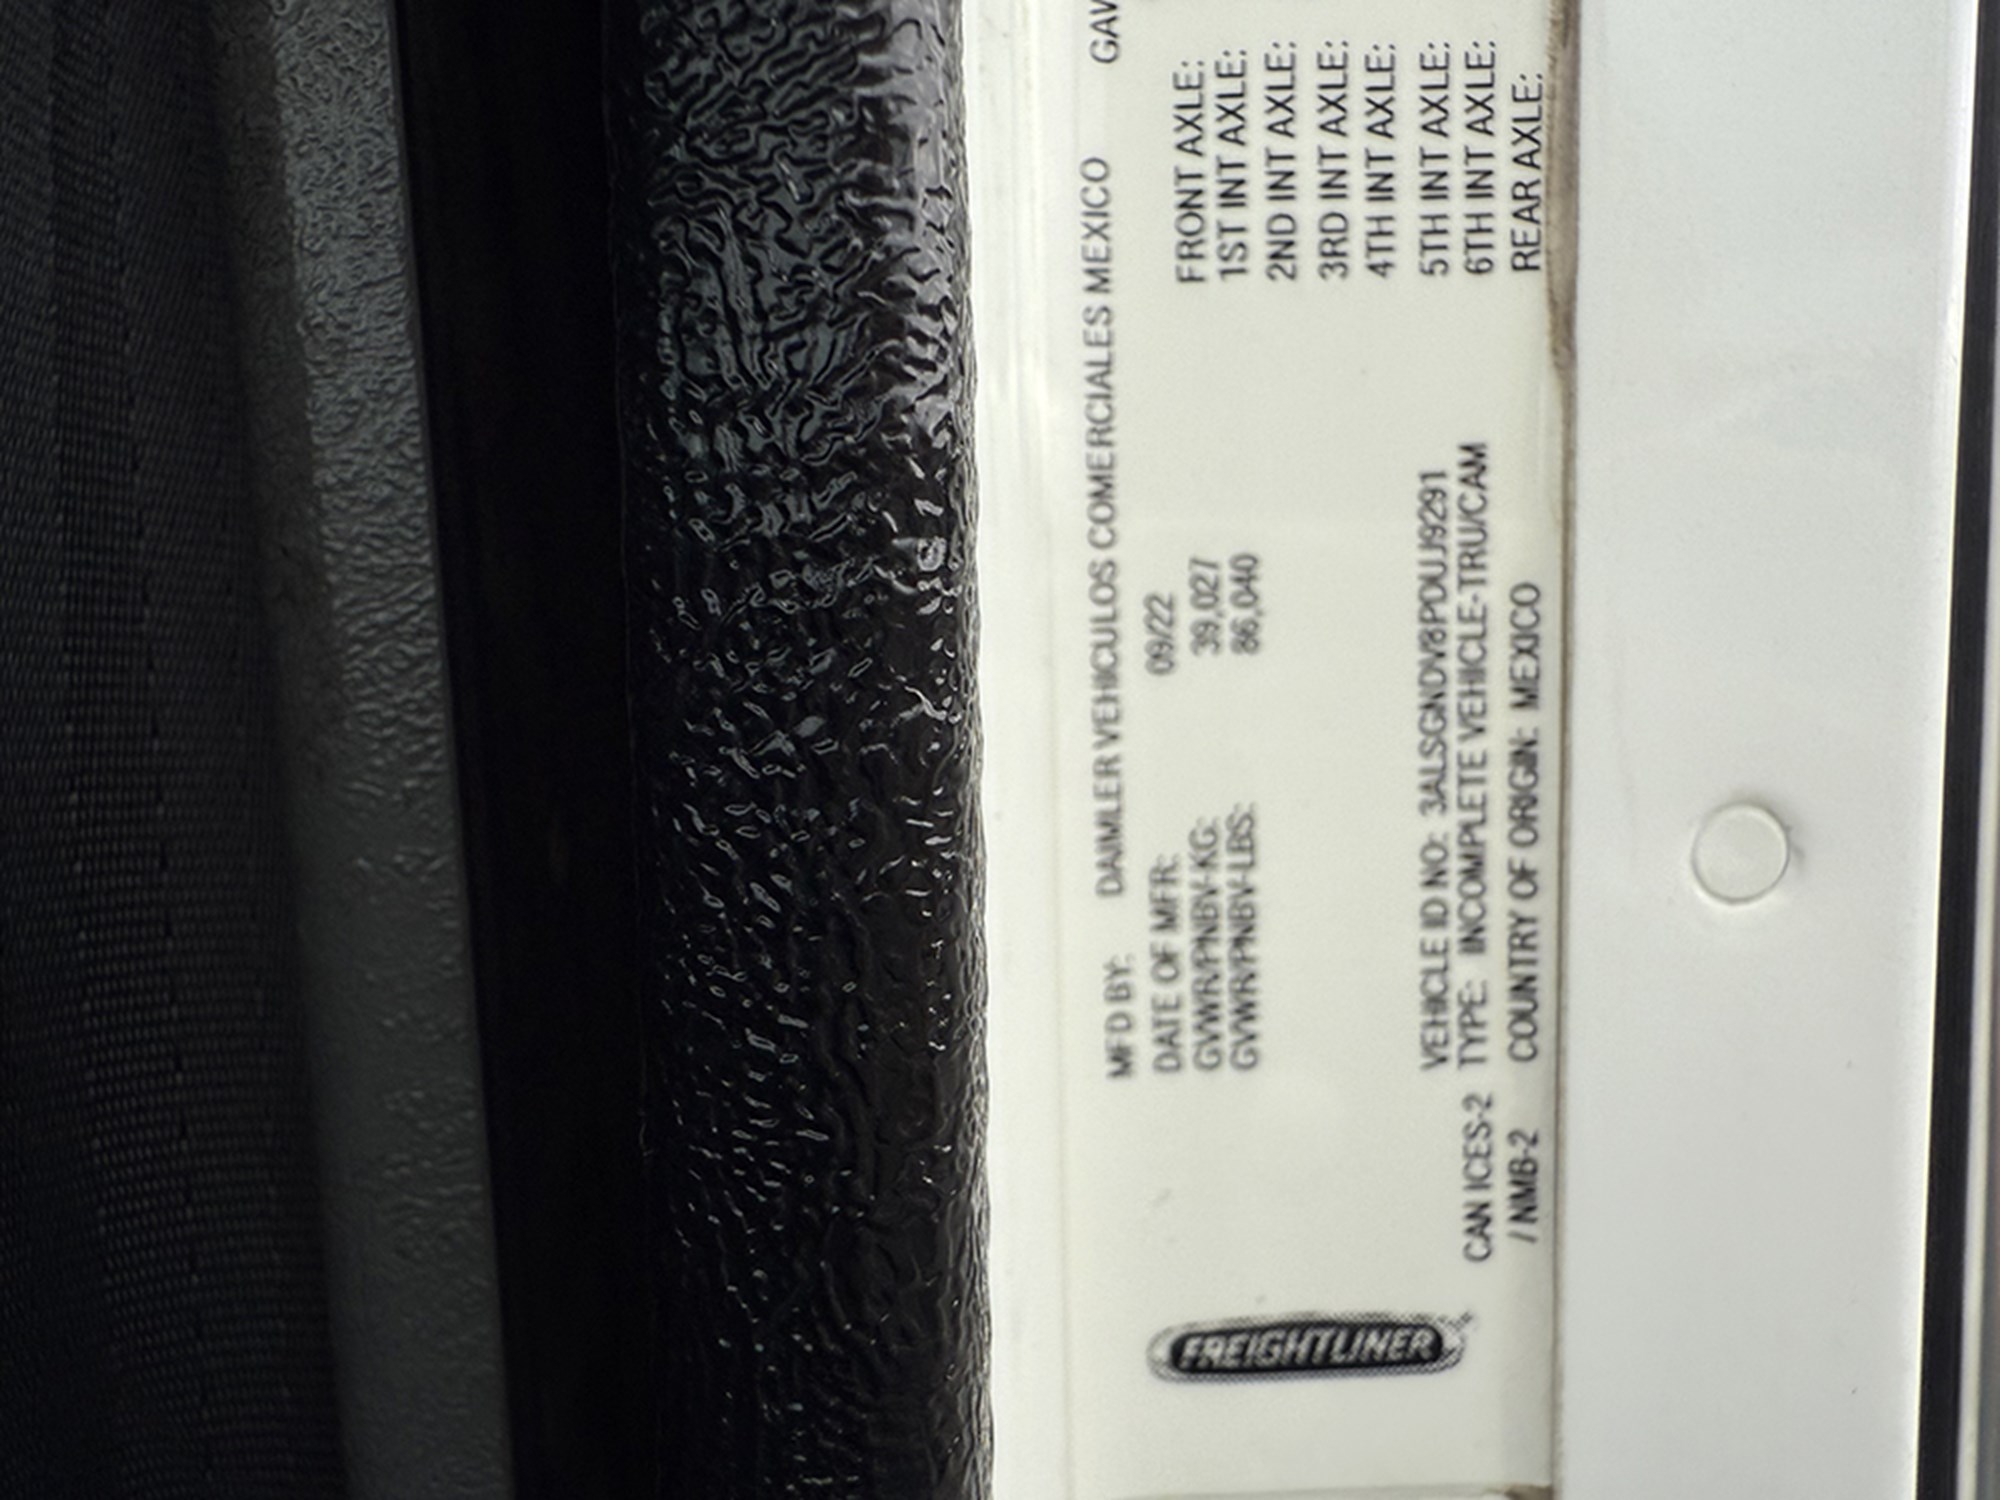 MFD BY: DAIMLER VEHICULOS COMERCIALES MEXICO
DATE OF MFR: 09/22
GVWR/PNBV-KG: 39,027
GVWR/PNBV-LBS: 86,040
FRONT AXLE:
1ST INT AXLE:
2ND INT AXLE:
3RD INT AXLE:
4TH INT AXLE:
5TH INT AXLE:
6TH INT AXLE:
REAR AXLE:
VEHICLE ID NO: 3ALSGNDV8PDUJ9291
CAN ICES-2 TYPE: INCOMPLETE VEHICLE-TRU/CAM
/ NMB-2 COUNTRY OF ORIGIN: MEXICO
FREIGHTLINER